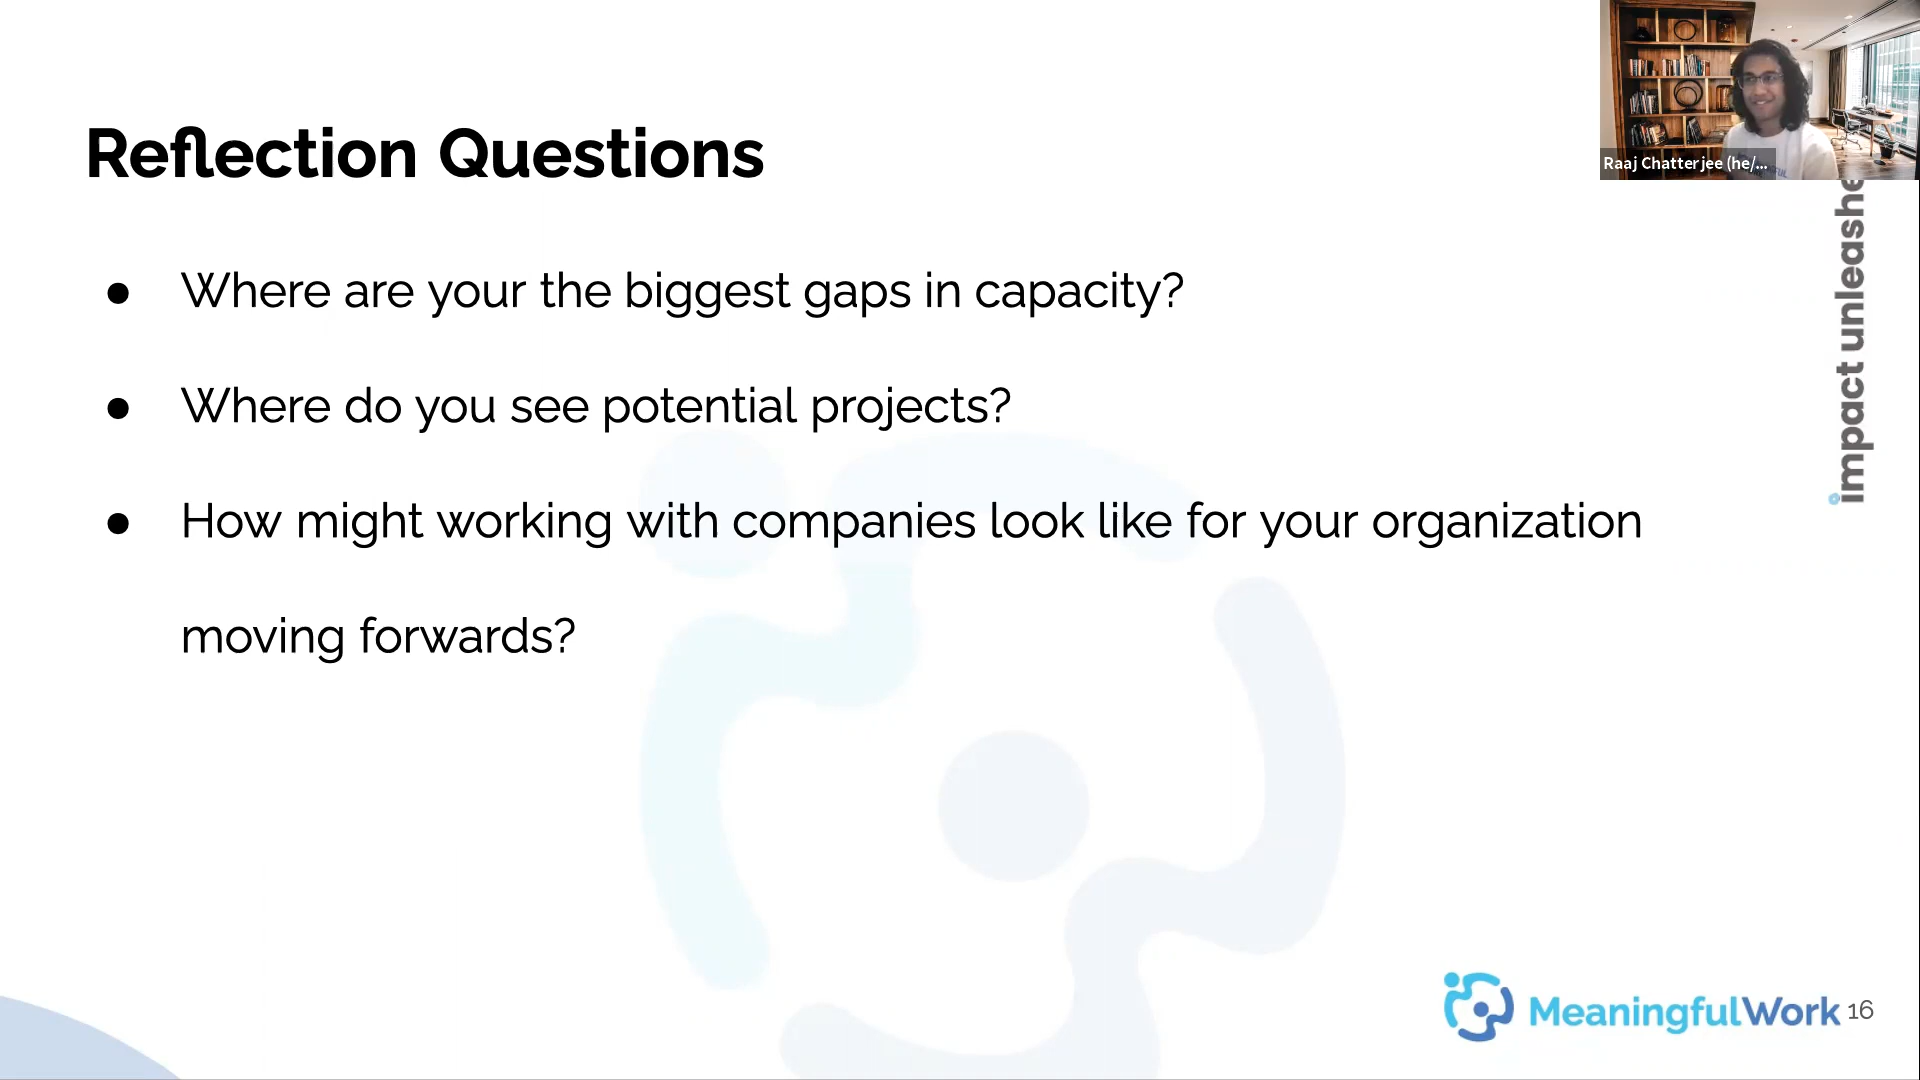 Reflection Questions
● Where are your the biggest gaps in capacity?
● Where do you see potential projects?
● How might working with companies look like for your organization
moving forwards?
Raaj Chatterjee (he/...
impact unleashe
MeaningfulWork 16